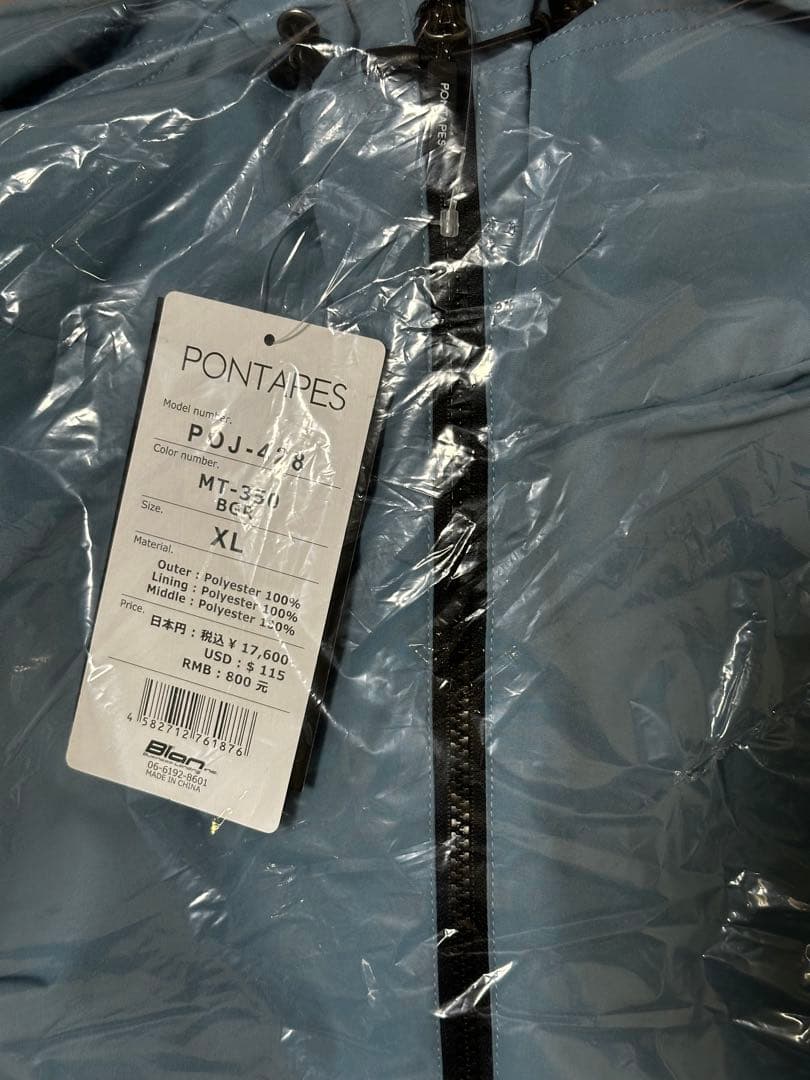 PONTAPES
PONTAPES
Model number.
POJ-428
Color number.
MT-350
BGR
Size.
XL
Material.
Outer : Polyester 100%
Lining : Polyester 100%
Middle : Polyester 100%
Price.
日本円 : 税込 ¥ 17,600
USD : $ 115
RMB : 800 元
4 582712 761876
Blan
06-6192-8601
MADE IN CHINA